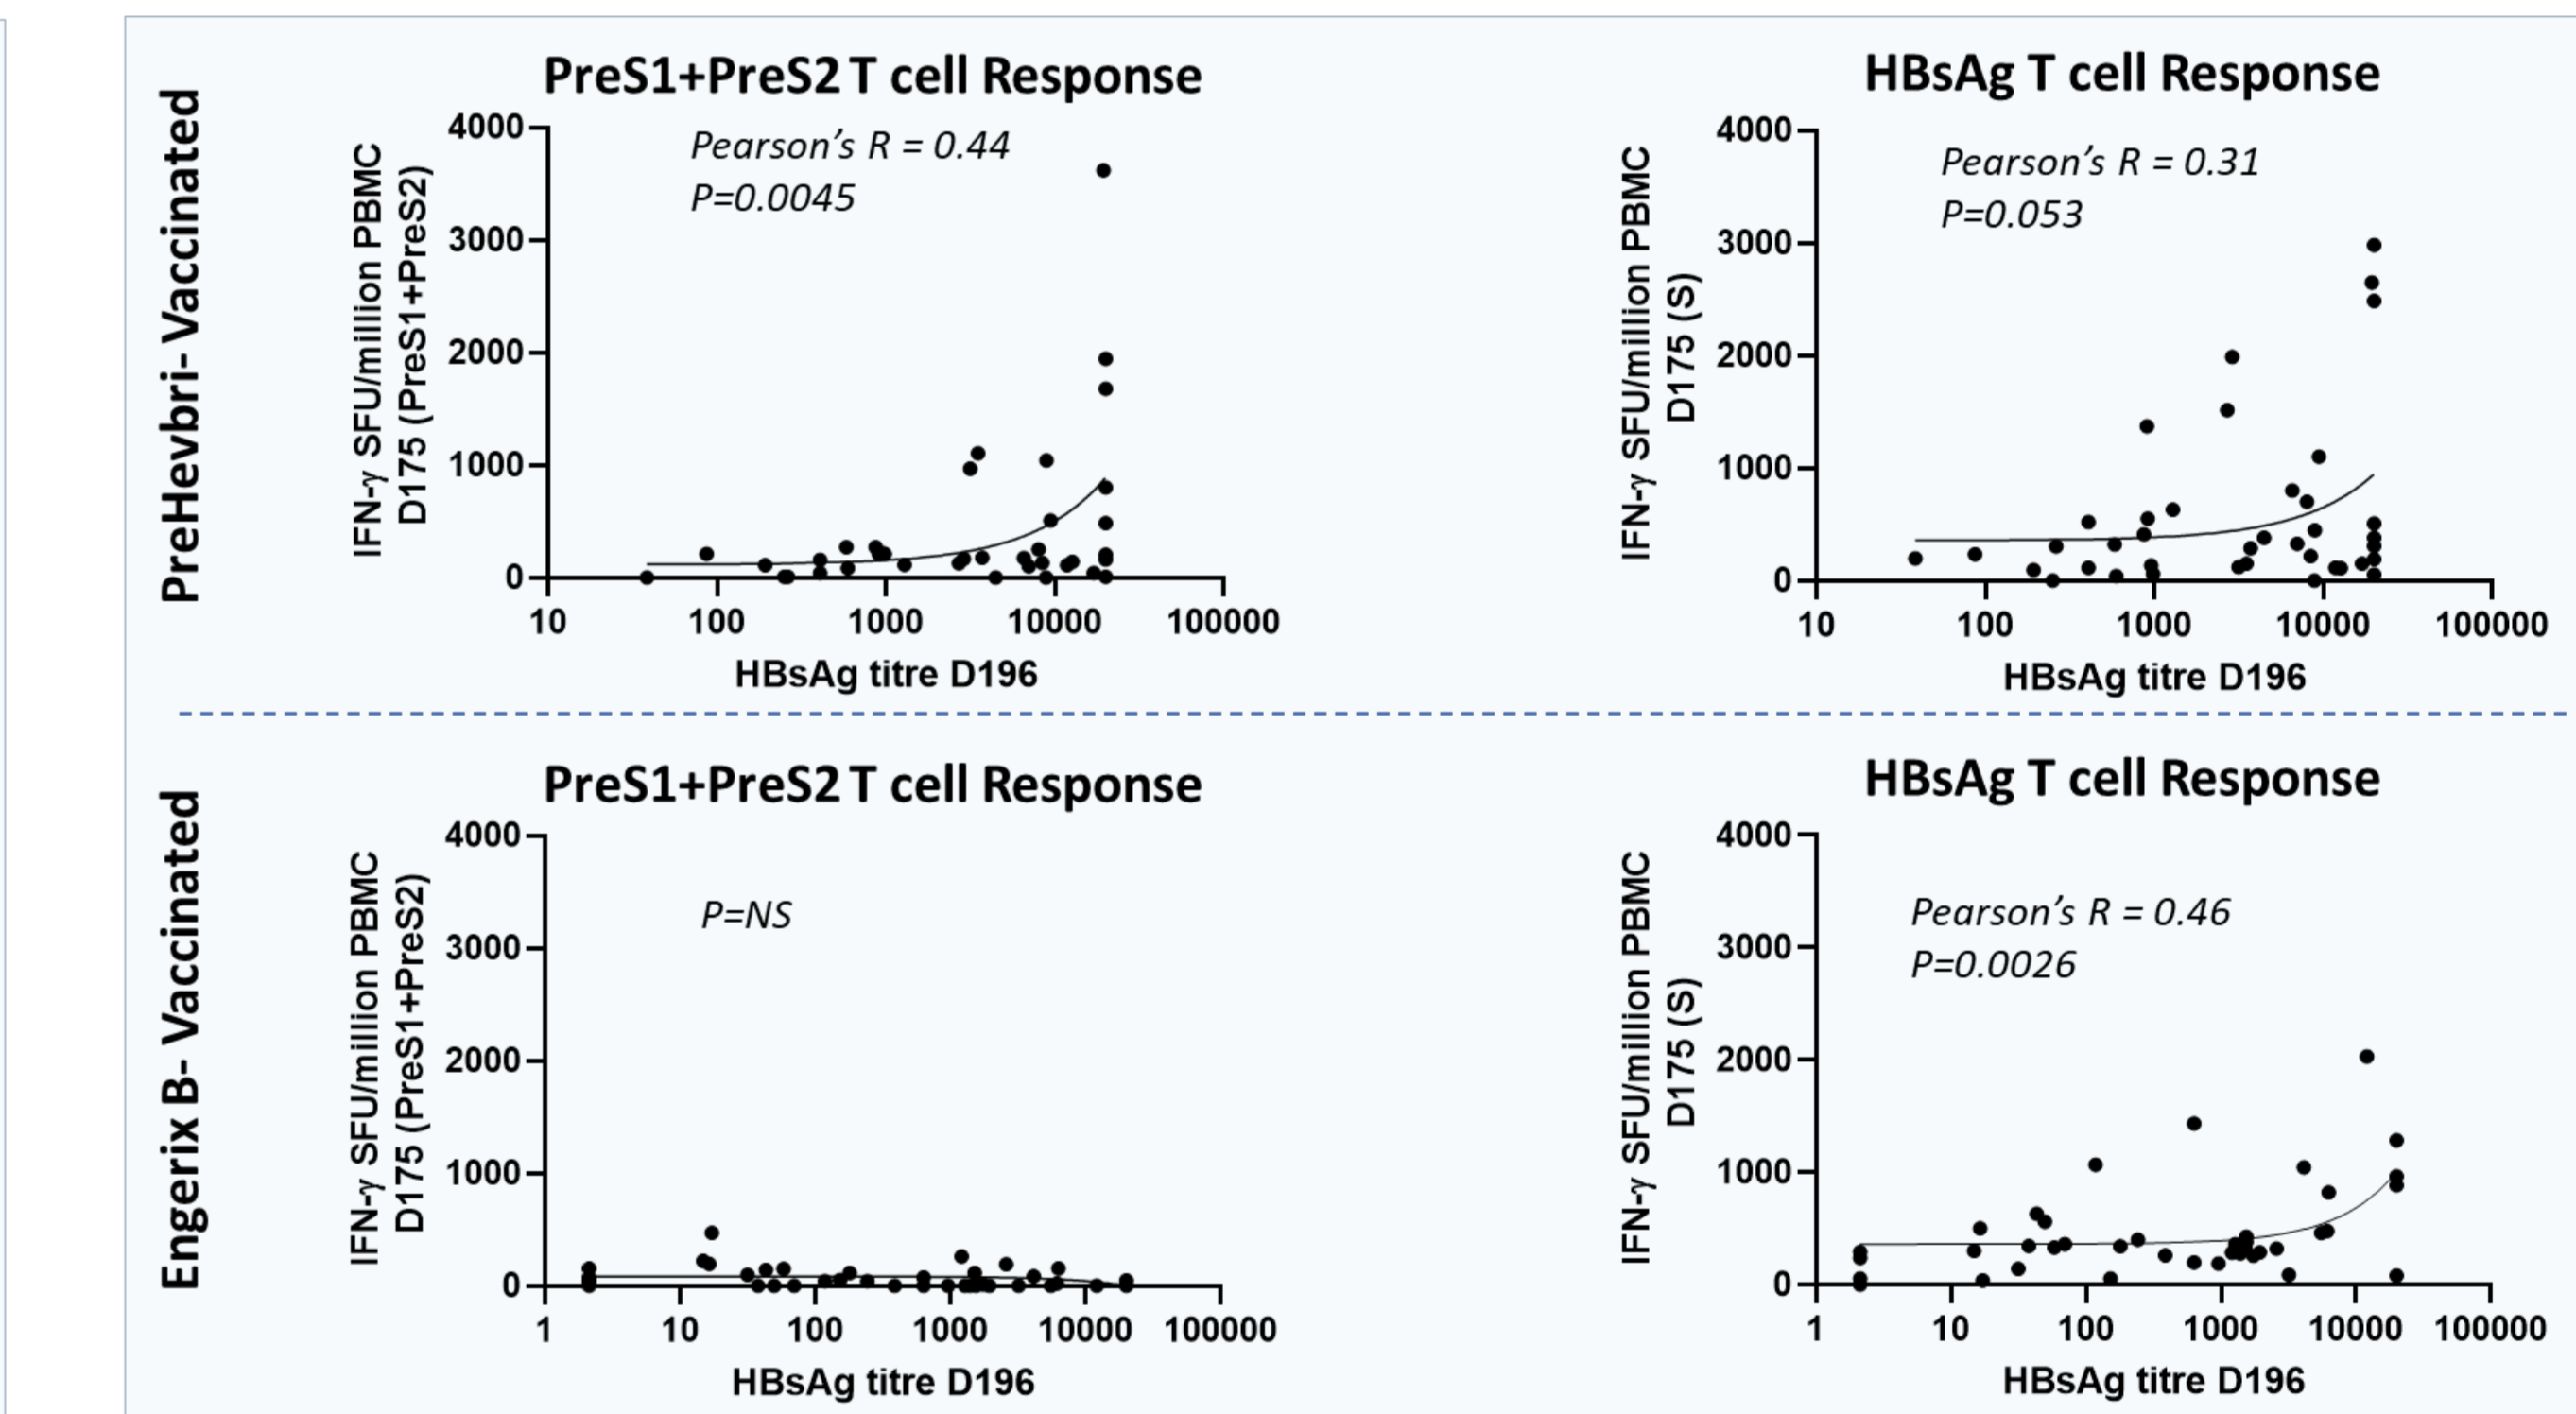 PreHevbri- Vaccinated
PreS1+PreS2 T cell Response
IFN-γ SFU/million PBMC
D175 (PreS1+PreS2)
4000
3000
2000
1000
0
Pearson’s R = 0.44
P=0.0045
10 100 1000 10000 100000
HBsAg titre D196
HBsAg T cell Response
IFN-γ SFU/million PBMC
D175 (S)
4000
3000
2000
1000
0
Pearson’s R = 0.31
P=0.053
10 100 1000 10000 100000
HBsAg titre D196
Engerix B- Vaccinated
PreS1+PreS2 T cell Response
IFN-γ SFU/million PBMC
D175 (PreS1+PreS2)
4000
3000
2000
1000
0
P=NS
1 10 100 1000 10000 100000
HBsAg titre D196
HBsAg T cell Response
IFN-γ SFU/million PBMC
D175 (S)
4000
3000
2000
1000
0
Pearson’s R = 0.46
P=0.0026
1 10 100 1000 10000 100000
HBsAg titre D196